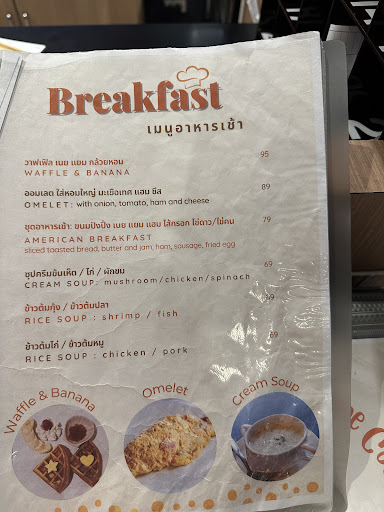 Breakfast
เมนูอาหารเช้า
วาฟเฟิล เนย แยม กล้วยหอม 95
WAFFLE & BANANA
ออมเลต ใส่หอมใหญ่ มะเขือเทศ แฮม ชีส 89
OMELET: with onion, tomato, ham and cheese
ชุดอาหารเช้า: ขนมปังปิ้ง เนย แยม แฮม ไส้กรอก ไข่ดาว/ไข่คน 79
AMERICAN BREAKFAST
sliced toasted bread, butter and jam, ham, sausage, fried egg
ซุปครีมข้นเห็ด / ไก่ / ผักขม 69
CREAM SOUP: mushroom/chicken/spinach
ข้าวต้มกุ้ง / ข้าวต้มปลา 69
RICE SOUP : shrimp / fish
ข้าวต้มไก่ / ข้าวต้มหมู 69
RICE SOUP : chicken / pork
Waffle & Banana
Omelet
Cream Soup